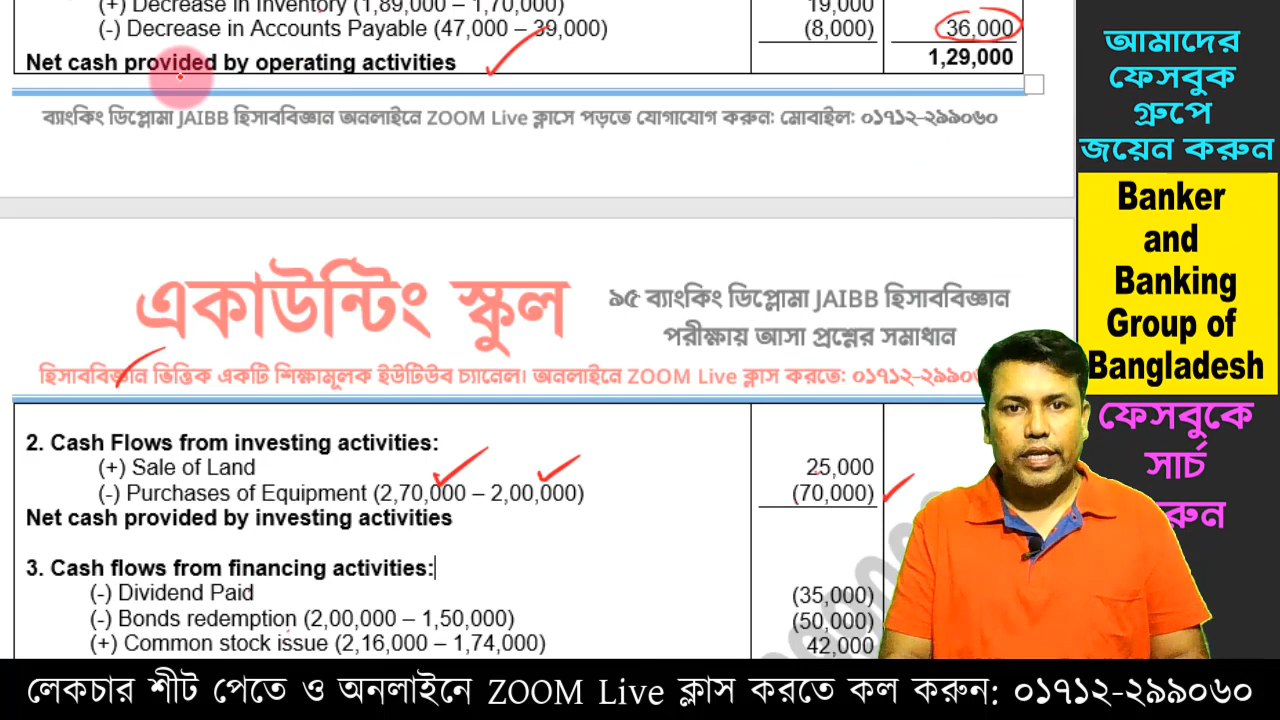 (+) Decrease in Inventory (1,89,000 – 1,70,000) 19,000
(-) Decrease in Accounts Payable (47,000 – 39,000) (8,000) 36,000
Net cash provided by operating activities 1,29,000
ব্যাংকিং ডিপ্লোমা JAIBB হিসাববিজ্ঞান অনলাইনে ZOOM Live ক্লাসে পড়তে যোগাযোগ করুন: মোবাইল: ০১৭১২-২৯৯০৬০
একাউন্টিং স্কুল
৯৫ ব্যাংকিং ডিপ্লোমা JAIBB হিসাববিজ্ঞান
পরীক্ষায় আসা প্রশ্নের সমাধান
হিসাববিজ্ঞান ভিত্তিক একটি শিক্ষামূলক ইউটিউব চ্যানেল। অনলাইনে ZOOM Live ক্লাস করতে: ০১৭১২-২৯৯০৬
2. Cash Flows from investing activities:
(+) Sale of Land 25,000
(-) Purchases of Equipment (2,70,000 – 2,00,000) (70,000)
Net cash provided by investing activities
3. Cash flows from financing activities:
(-) Dividend Paid (35,000)
(-) Bonds redemption (2,00,000 – 1,50,000) (50,000)
(+) Common stock issue (2,16,000 – 1,74,000) 42,000
আমাদের
ফেসবুক
গ্রুপে
জয়েন করুন
Banker
and
Banking
Group of
Bangladesh
ফেসবুকে
সার্চ
রুন
লেকচার শীট পেতে ও অনলাইনে ZOOM Live ক্লাস করতে কল করুন: ০১৭১২-২৯৯০৬০